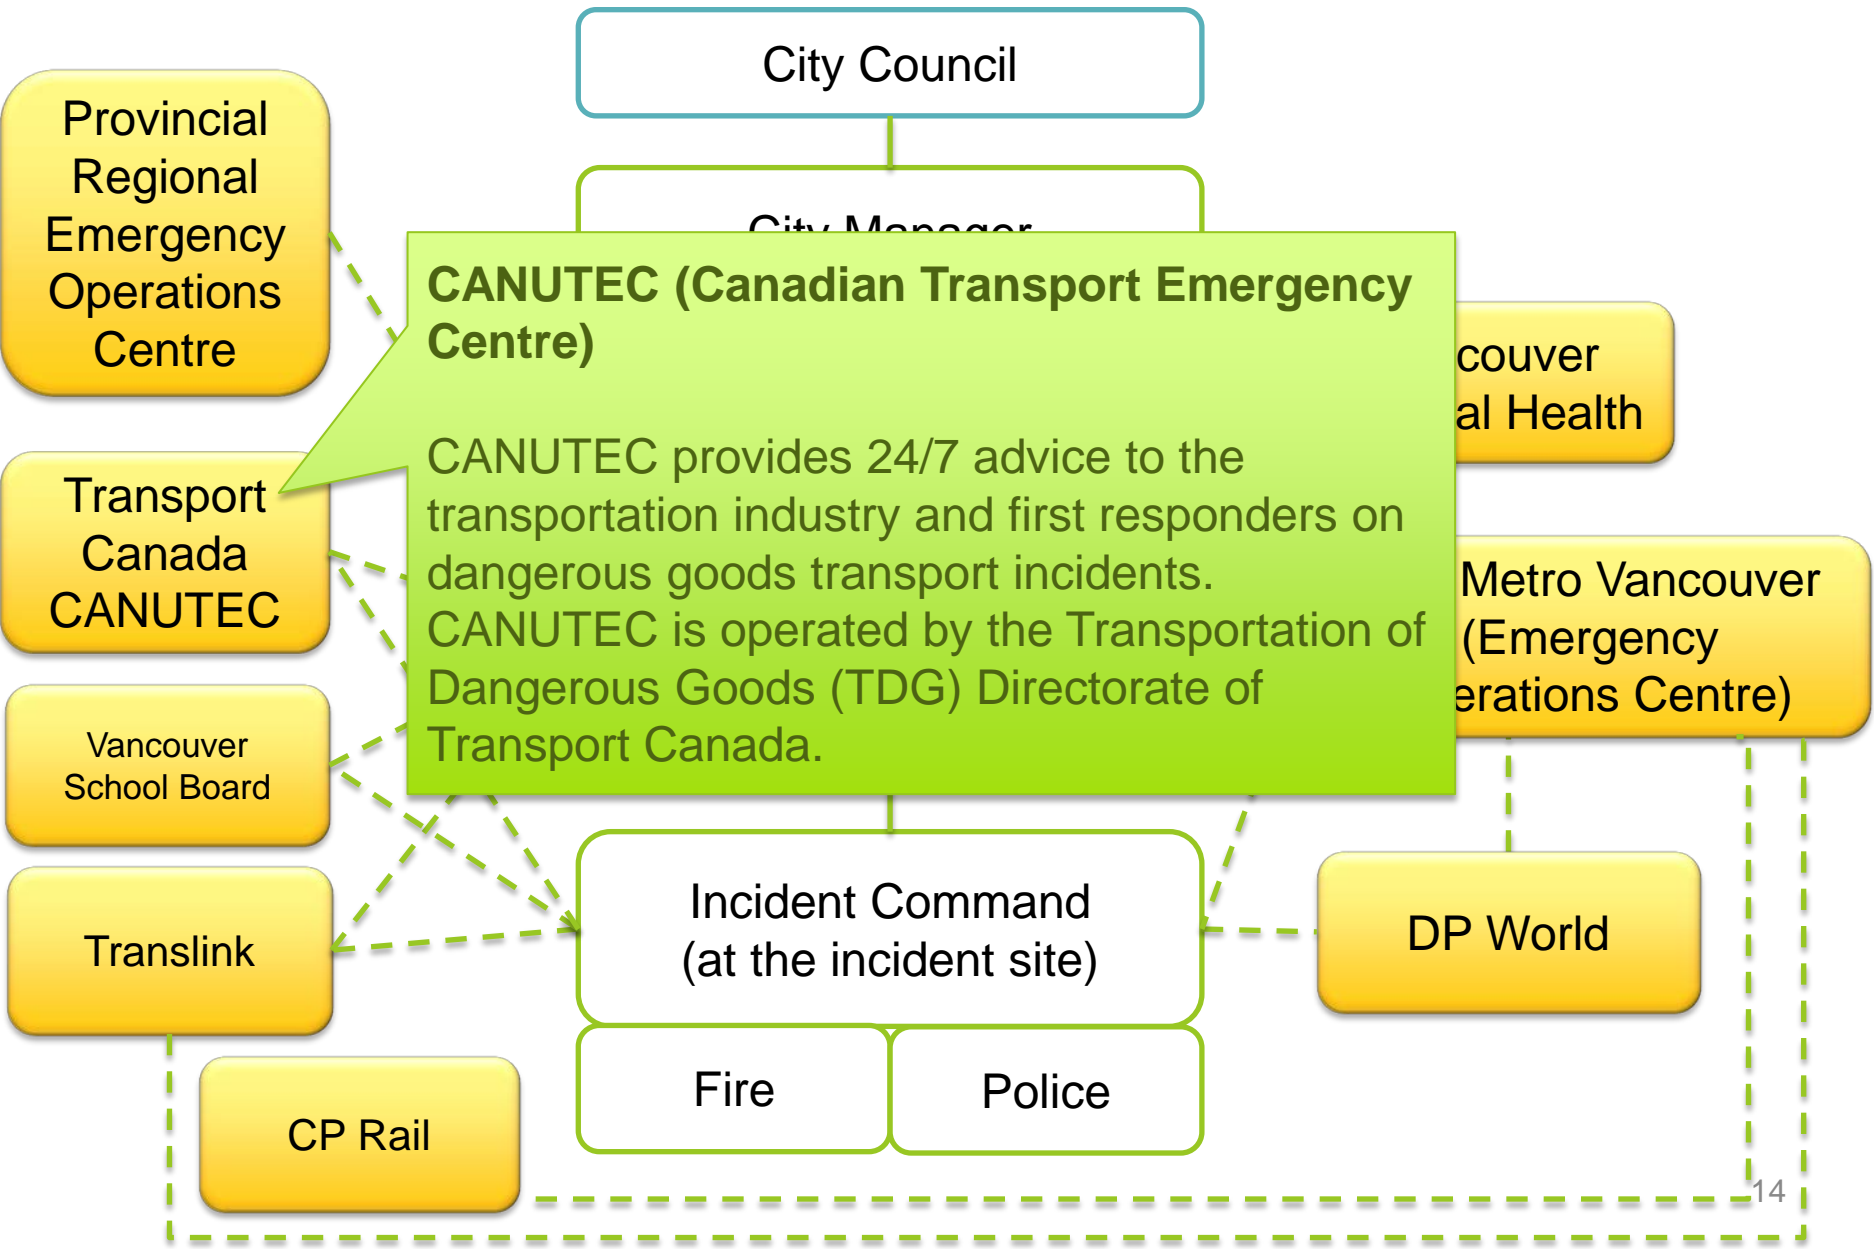 City Council
Provincial
Regional
Emergency
Operations
Centre
City Manager
CANUTEC (Canadian Transport Emergency
Centre)
CANUTEC provides 24/7 advice to the
transportation industry and first responders on
dangerous goods transport incidents.
CANUTEC is operated by the Transportation of
Dangerous Goods (TDG) Directorate of
Transport Canada.
couver
al Health
Transport
Canada
CANUTEC
Metro Vancouver
(Emergency
erations Centre)
Vancouver
School Board
Translink
Incident Command
(at the incident site)
DP World
Fire
Police
CP Rail
14